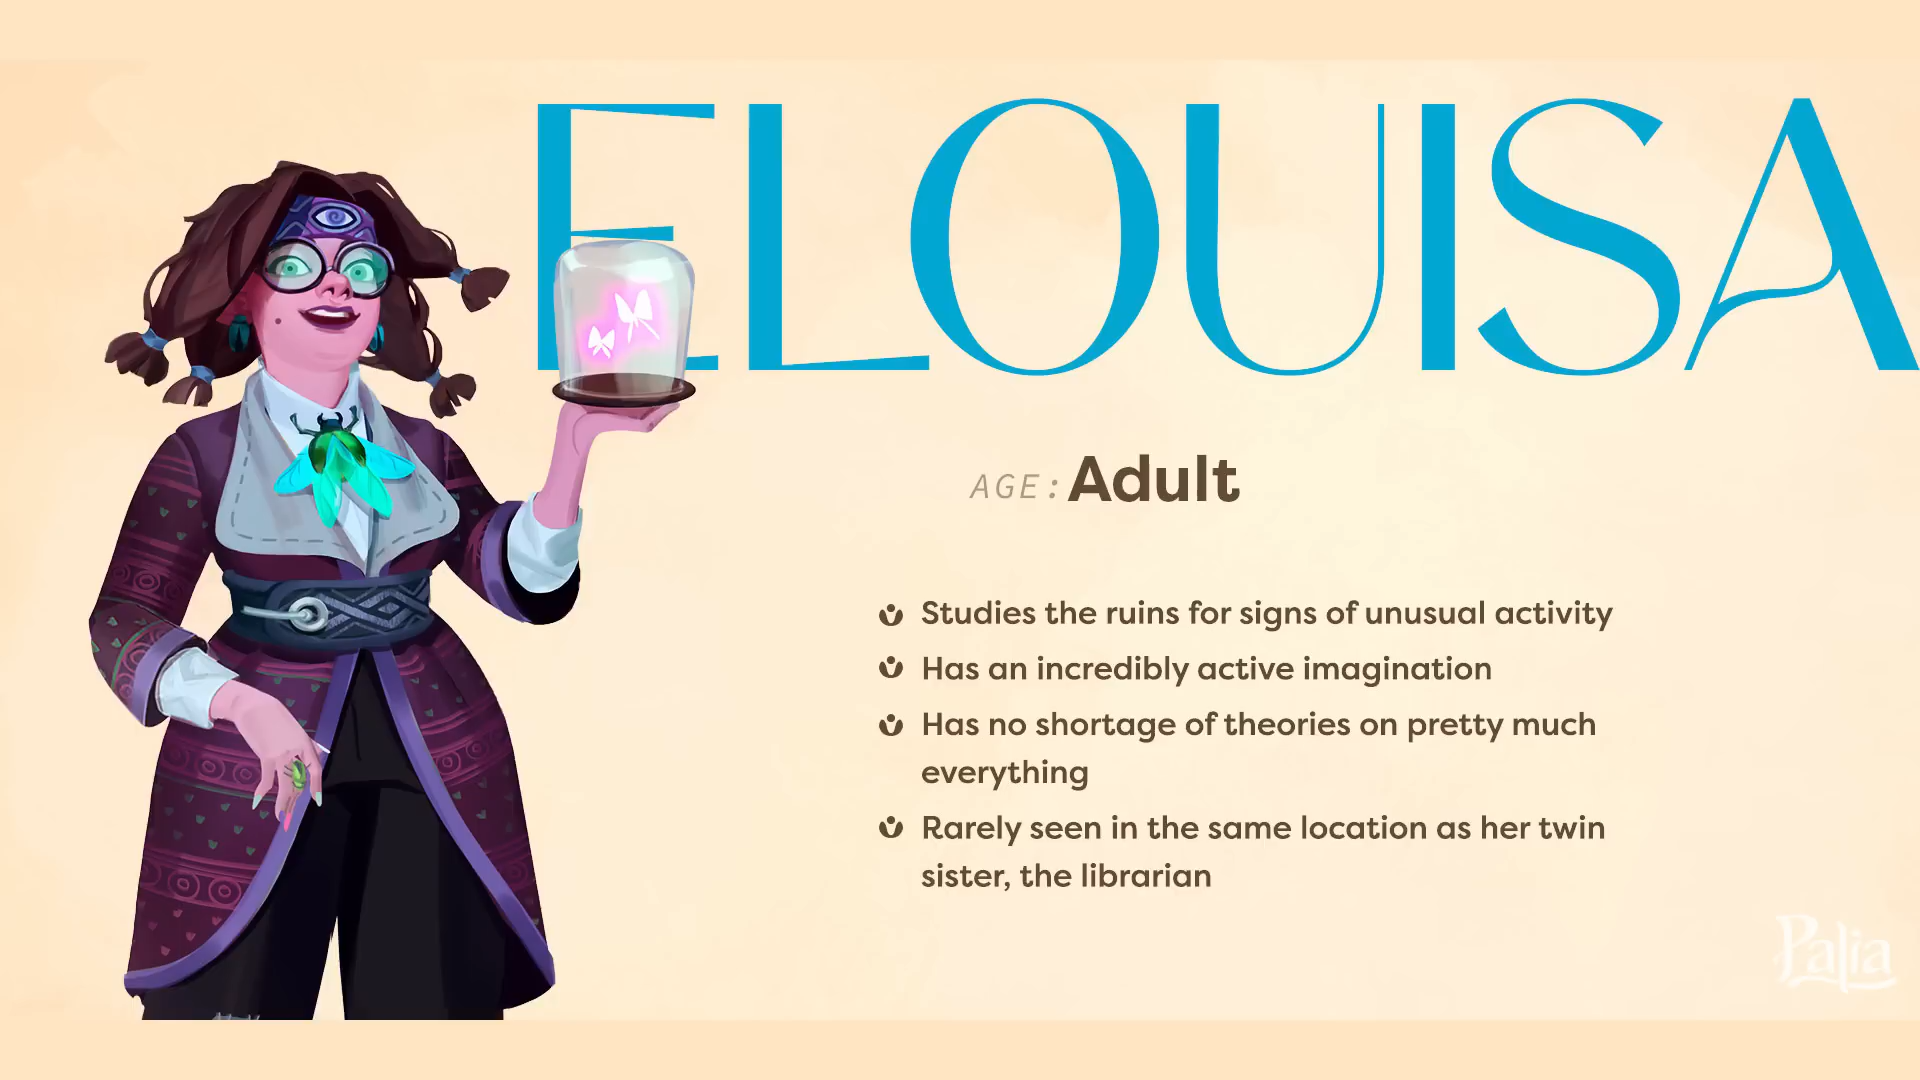 ELOUISA
AGE: Adult
Studies the ruins for signs of unusual activity
Has an incredibly active imagination
Has no shortage of theories on pretty much
everything
Rarely seen in the same location as her twin
sister, the librarian
Palia